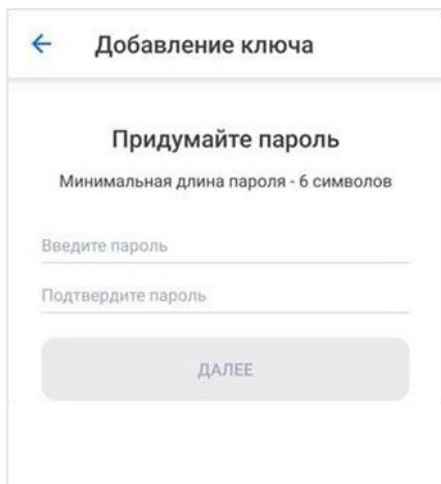 Добавление ключа
Придумайте пароль
Минимальная длина пароля - 6 символов
Введите пароль
Подтвердите пароль
ДАЛЕЕ